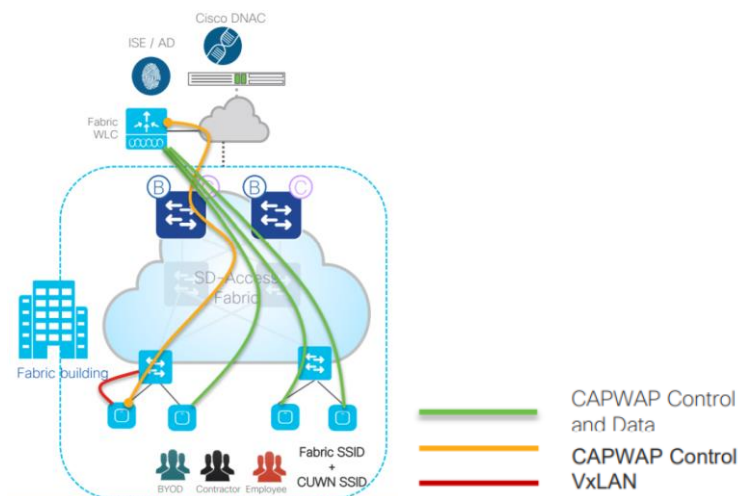 Cisco DNAC
ISE / AD
Fabric
WLC
B
C
B
C
SD-Access
Fabric
Fabric building
Fabric SSID
+
CUWN SSID
BYOD
Contractor
Employee
CAPWAP Control
and Data
CAPWAP Control
VxLAN